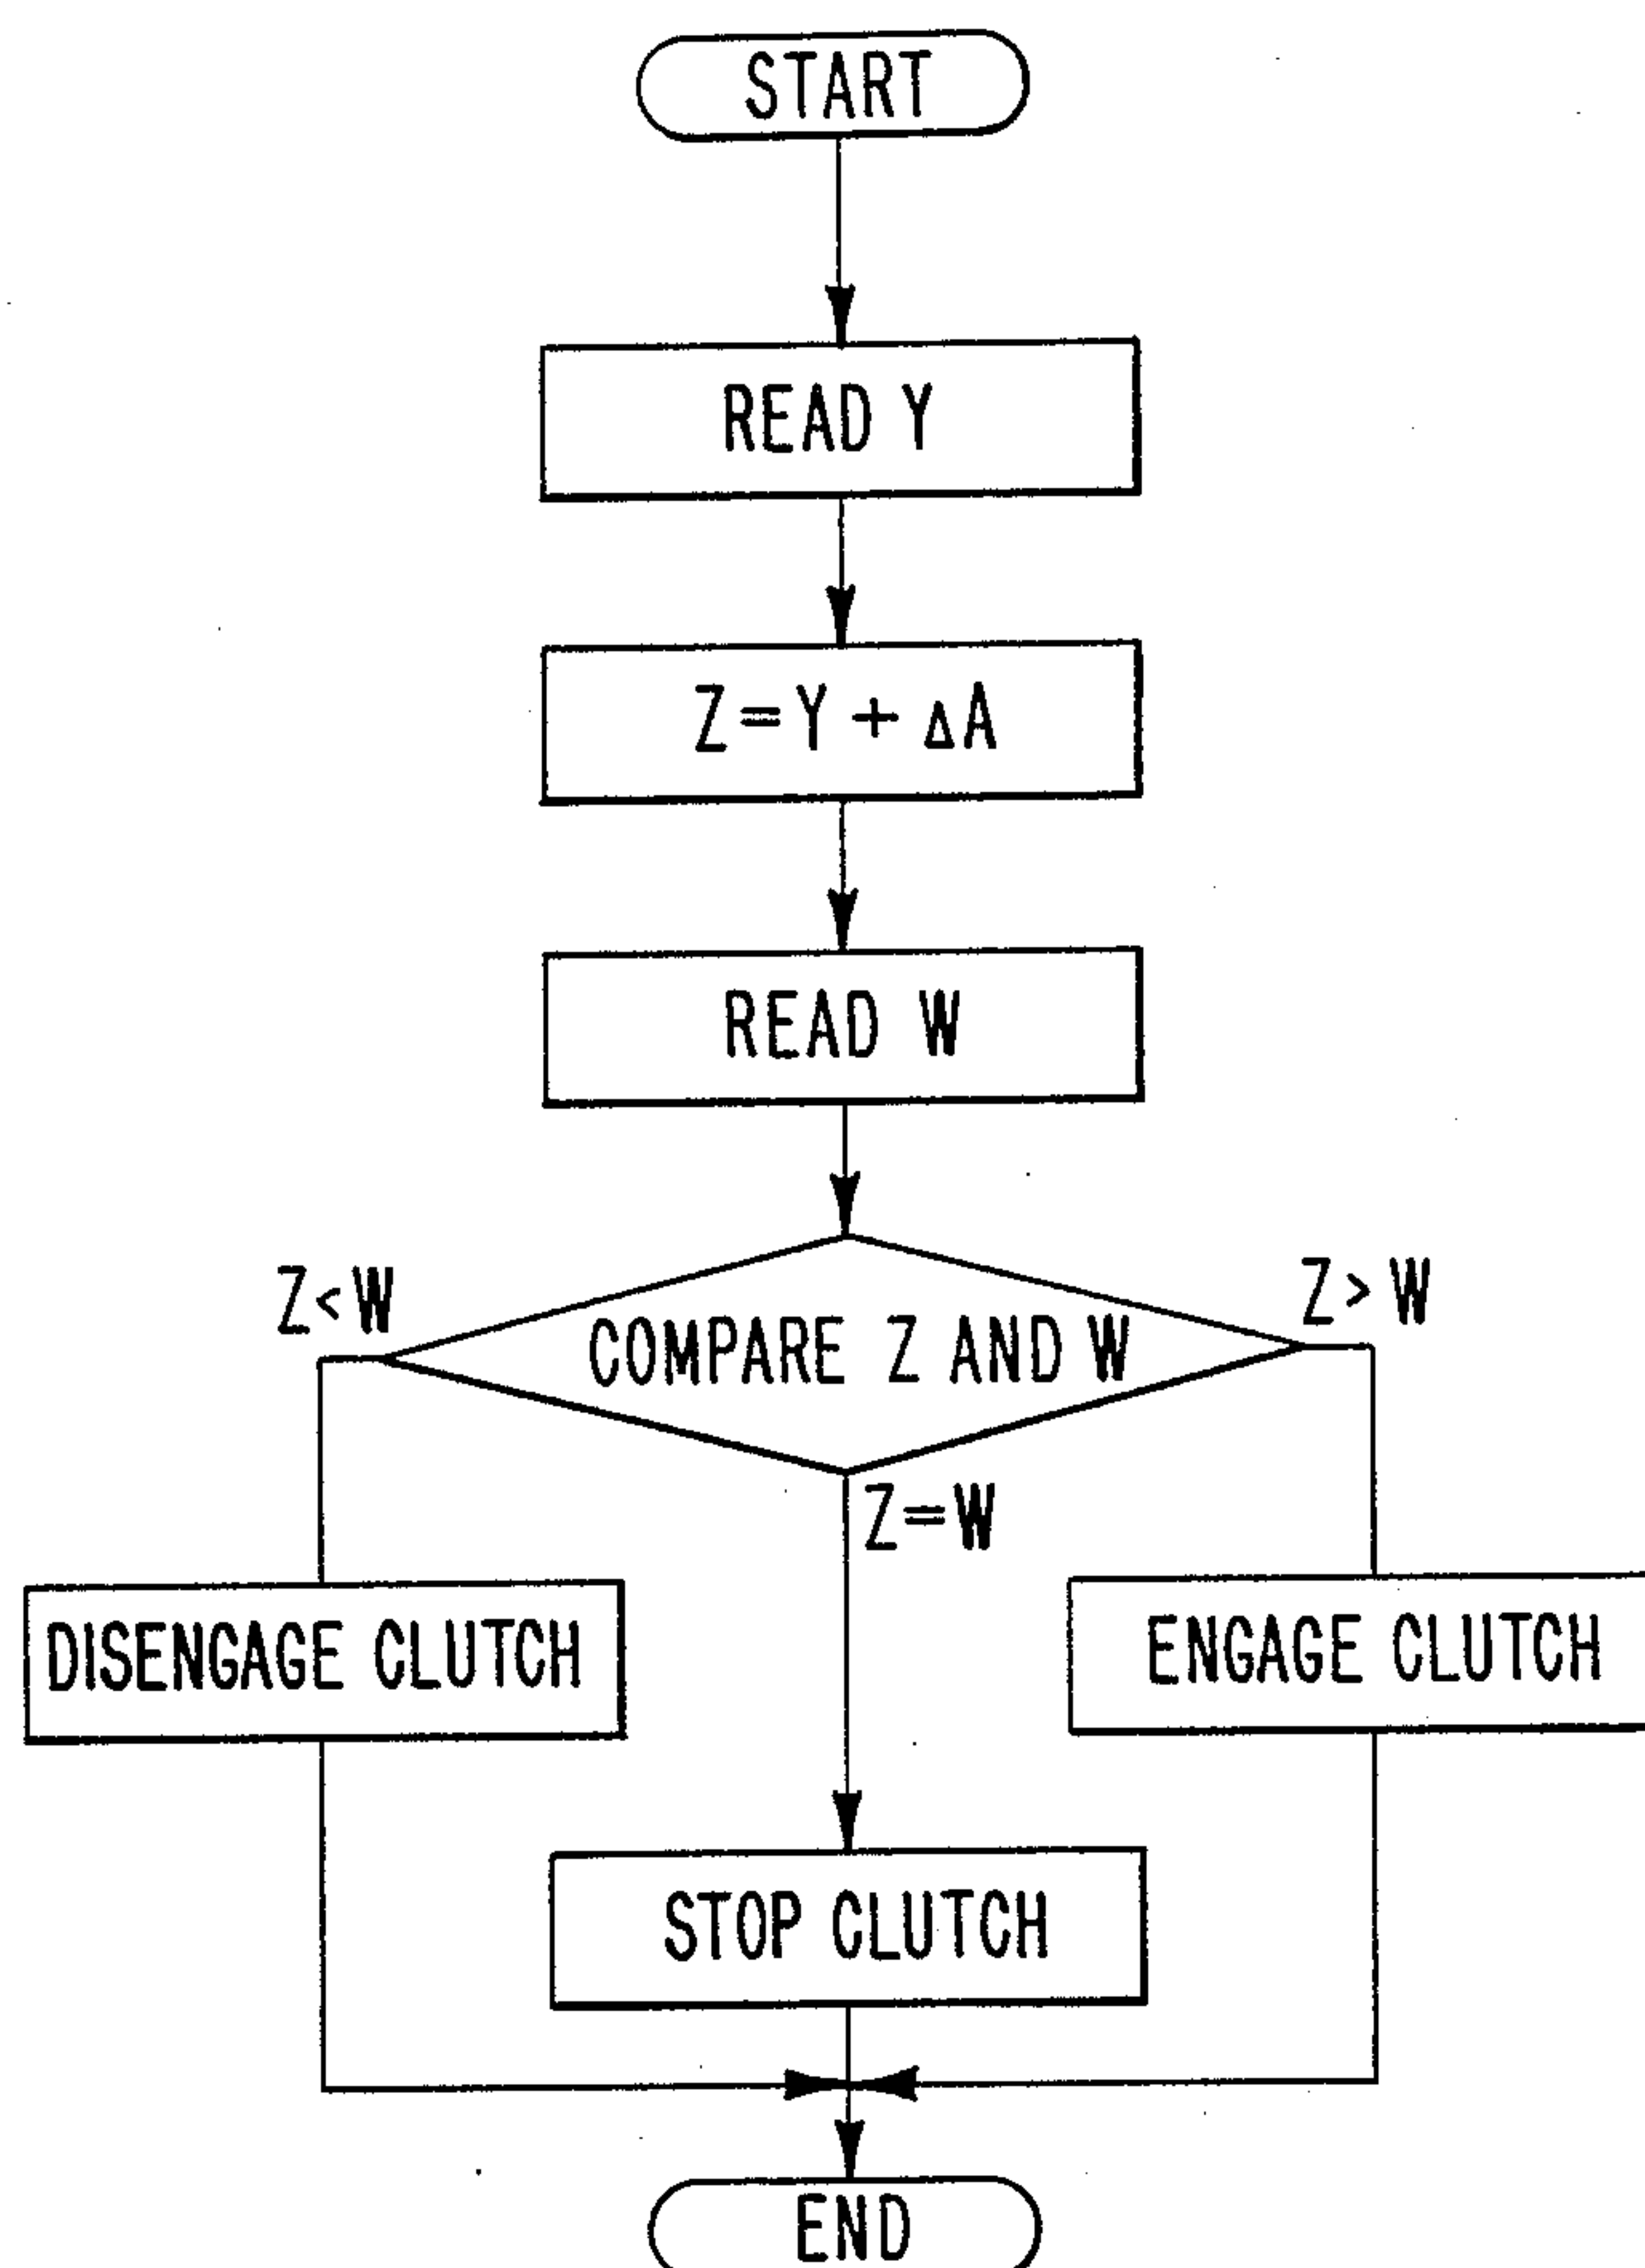 START
READ Y
Z=Y+ΔA
READ W
Z<W
Z>W
COMPARE Z AND W
Z=W
DISENGAGE CLUTCH
ENGAGE CLUTCH
STOP CLUTCH
END